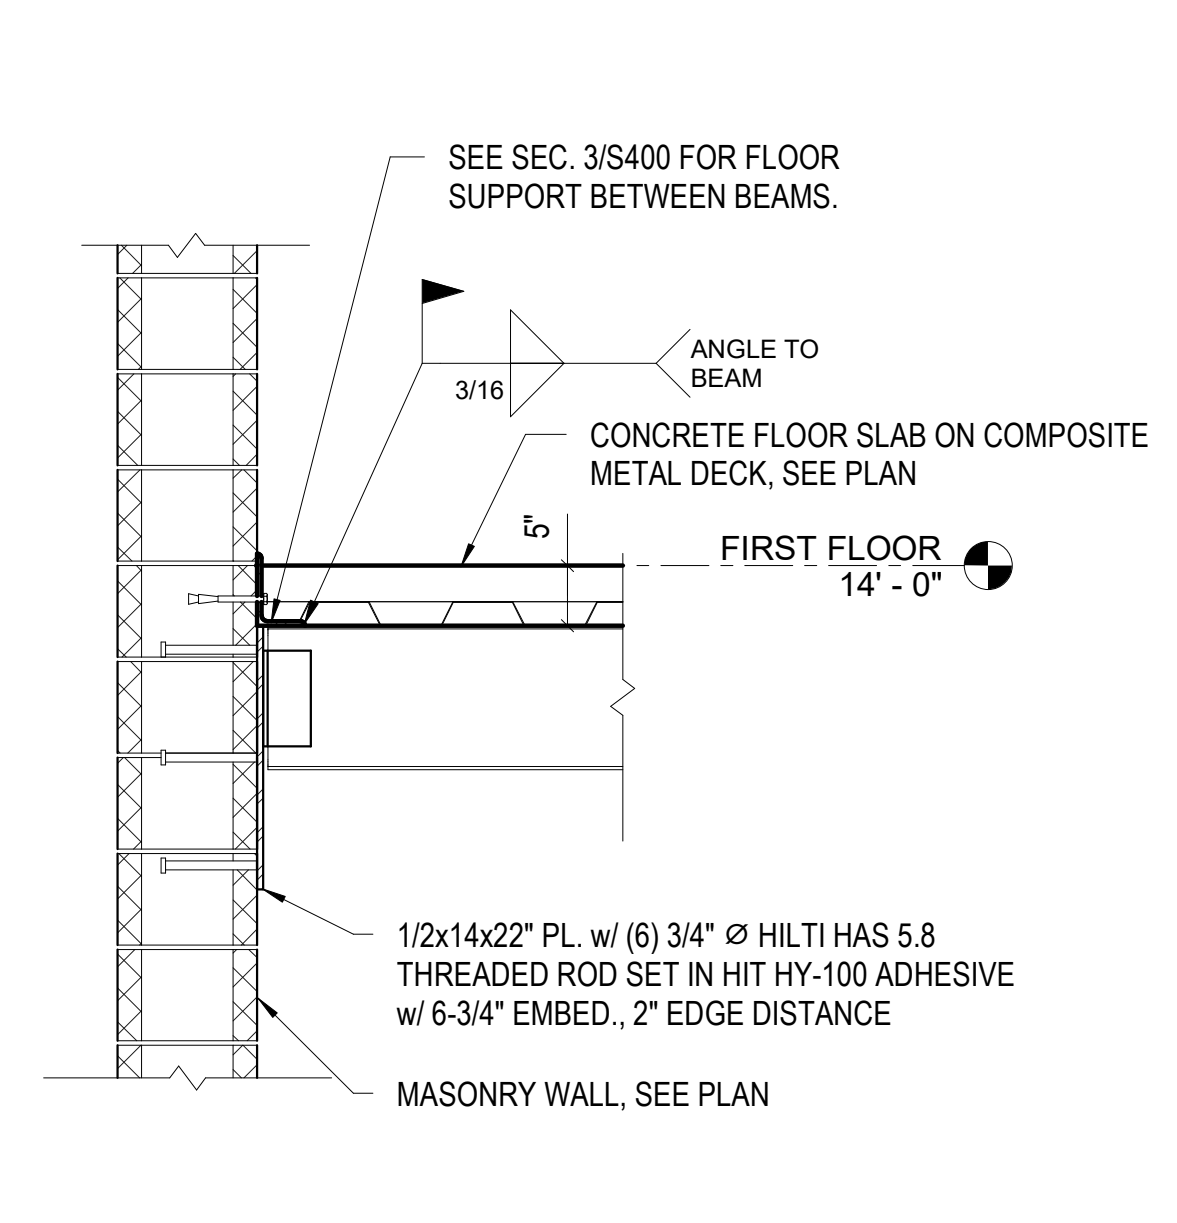 SEE SEC. 3/S400 FOR FLOOR
SUPPORT BETWEEN BEAMS.
ANGLE TO
BEAM
3/16
CONCRETE FLOOR SLAB ON COMPOSITE
METAL DECK, SEE PLAN
5"
FIRST FLOOR
14' - 0"
1/2x14x22" PL. w/ (6) 3/4" Ø HILTI HAS 5.8
THREADED ROD SET IN HIT HY-100 ADHESIVE
w/ 6-3/4" EMBED., 2" EDGE DISTANCE
MASONRY WALL, SEE PLAN